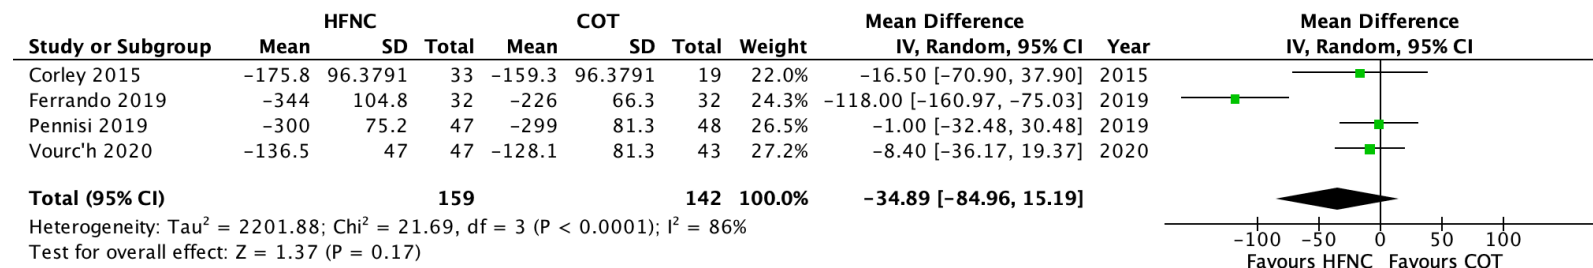 HFNC COT Mean Difference Mean Difference
Study or Subgroup Mean SD Total Mean SD Total Weight IV, Random, 95% CI Year IV, Random, 95% CI
Corley 2015 −175.8 96.3791 33 −159.3 96.3791 19 22.0% −16.50 [−70.90, 37.90] 2015
Ferrando 2019 −344 104.8 32 −226 66.3 32 24.3% −118.00 [−160.97, −75.03] 2019
Pennisi 2019 −300 75.2 47 −299 81.3 48 26.5% −1.00 [−32.48, 30.48] 2019
Vourc'h 2020 −136.5 47 47 −128.1 81.3 43 27.2% −8.40 [−36.17, 19.37] 2020
Total (95% CI) 159 142 100.0% −34.89 [−84.96, 15.19]
Heterogeneity: Tau² = 2201.88; Chi² = 21.69, df = 3 (P < 0.0001); I² = 86%
Test for overall effect: Z = 1.37 (P = 0.17)
−100 −50 0 50 100
Favours HFNC Favours COT